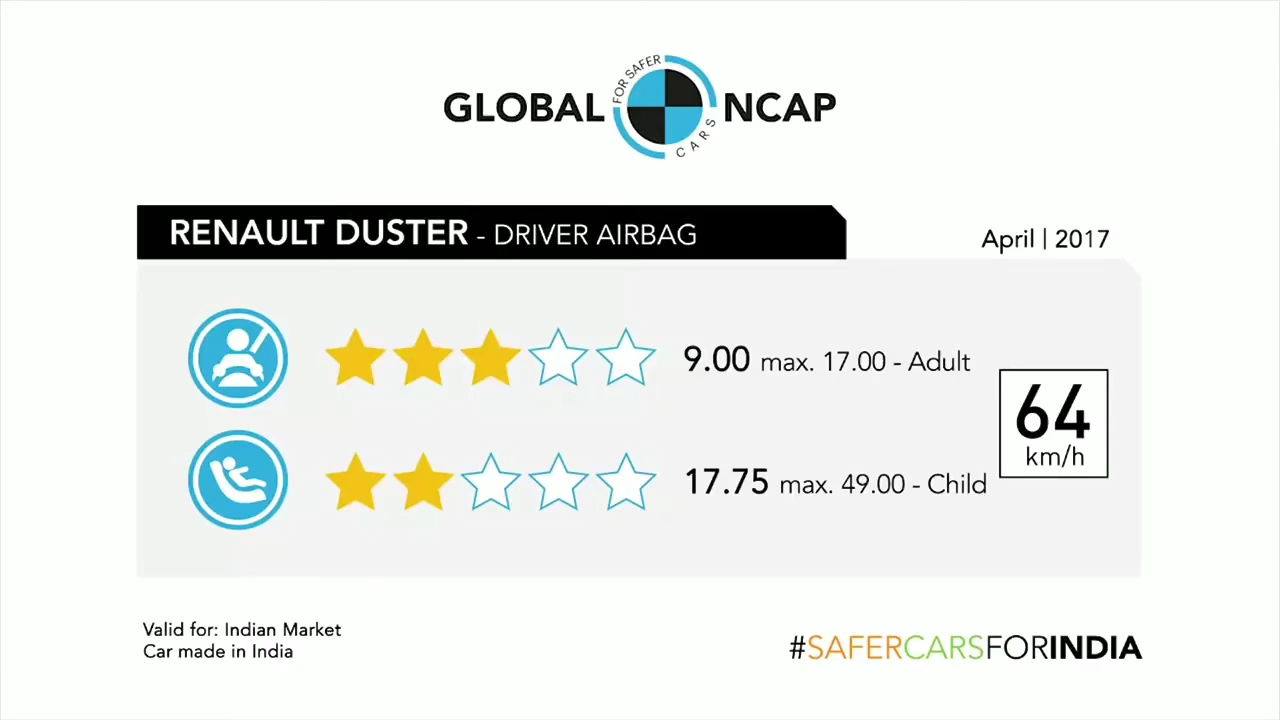 GLOBAL FOR SAFER CARS NCAP
RENAULT DUSTER - DRIVER AIRBAG
April | 2017
9.00 max. 17.00 - Adult
64
km/h
17.75 max. 49.00 - Child
Valid for: Indian Market
Car made in India
#SAFERCARSFORINDIA